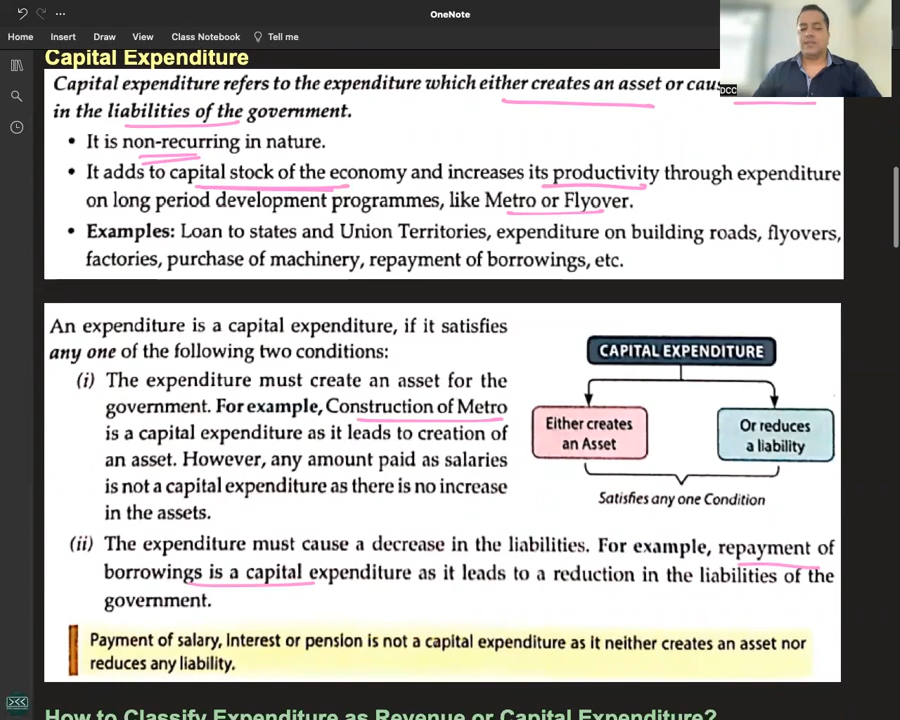 OneNote
Home Insert Draw View Class Notebook Tell me
Capital Expenditure
Capital expenditure refers to the expenditure which either creates an asset or
in the liabilities of the government.
• It is non-recurring in nature.
• It adds to capital stock of the economy and increases its productivity through expenditure
on long period development programmes, like Metro or Flyover.
• Examples: Loan to states and Union Territories, expenditure on building roads, flyovers,
factories, purchase of machinery, repayment of borrowings, etc.
An expenditure is a capital expenditure, if it satisfies
any one of the following two conditions:
(i) The expenditure must create an asset for the
government. For example, Construction of Metro
is a capital expenditure as it leads to creation of
an asset. However, any amount paid as salaries
is not a capital expenditure as there is no increase
in the assets.
CAPITAL EXPENDITURE
Either creates
an Asset
Or reduces
a liability
Satisfies any one Condition
(ii) The expenditure must cause a decrease in the liabilities. For example, repayment of
borrowings is a capital expenditure as it leads to a reduction in the liabilities of the
government.
Payment of salary, Interest or pension is not a capital expenditure as it neither creates an asset nor
reduces any liability.
How to Classify Expenditure as Revenue or Capital Expenditure?